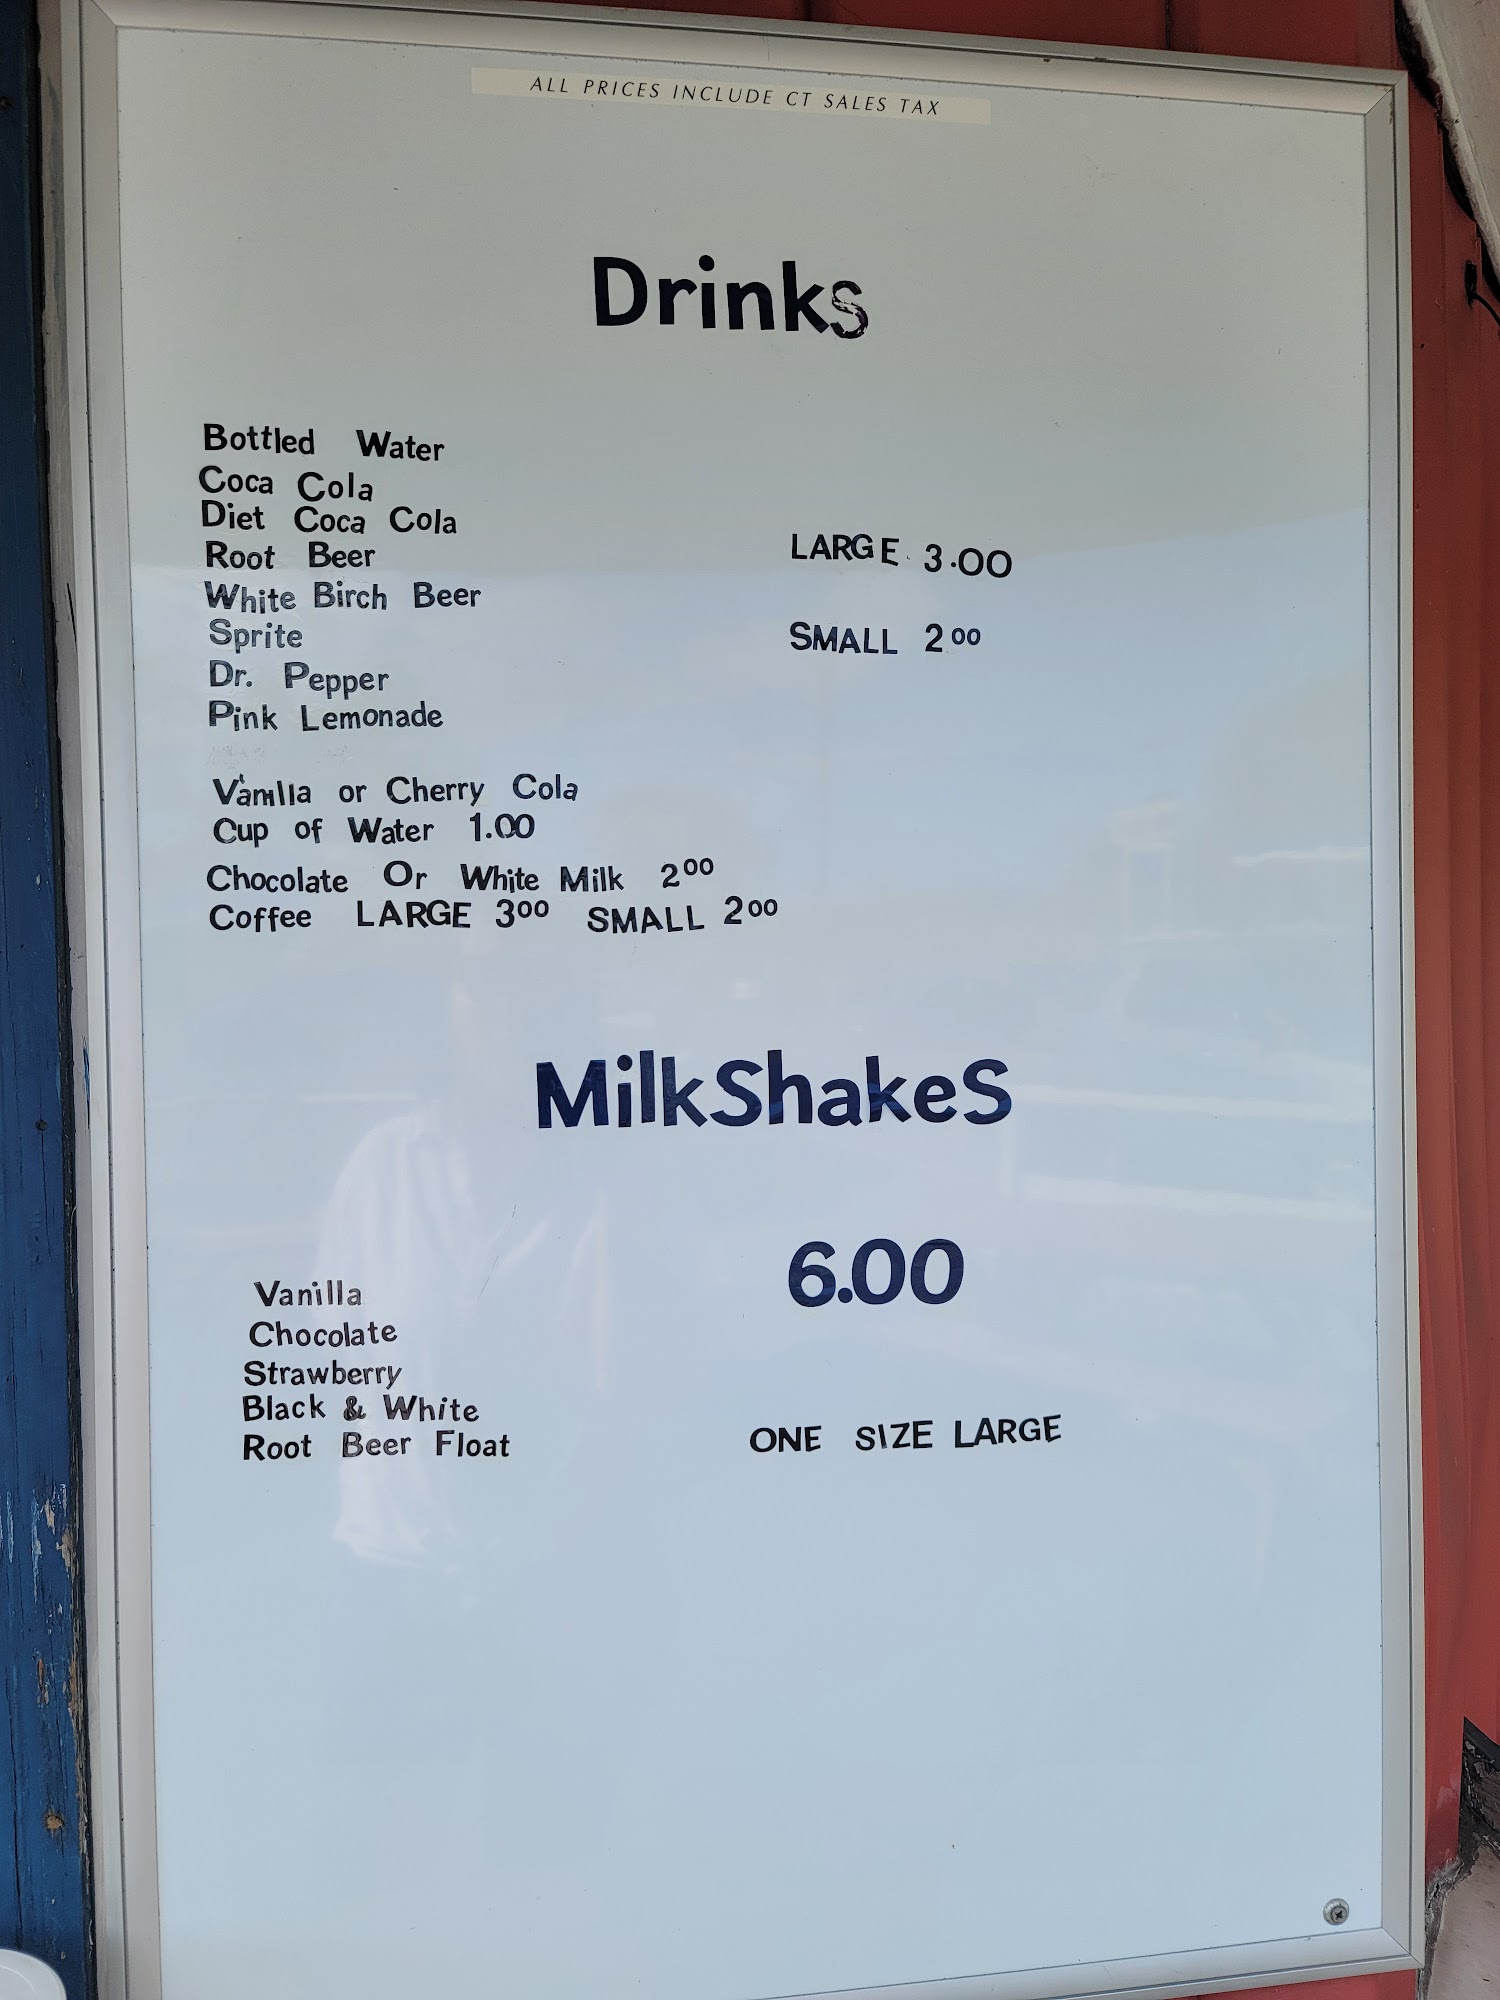 ALL PRICES INCLUDE CT SALES TAX
Drinks
Bottled Water
Coca Cola
Diet Coca Cola
Root Beer
White Birch Beer
Sprite
Dr. Pepper
Pink Lemonade
LARGE 3.00
SMALL 2 00
Vanilla or Cherry Cola
Cup of Water 1.00
Chocolate Or White Milk 2 00
Coffee LARGE 3 00 SMALL 2 00
MilkShakeS
6.00
Vanilla
Chocolate
Strawberry
Black & White
Root Beer Float
ONE SIZE LARGE